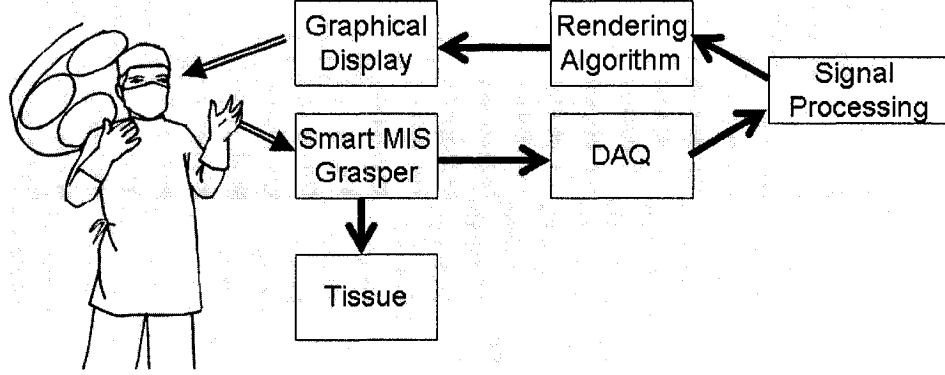 Graphical
Display
Rendering
Algorithm
Signal
Processing
Smart MIS
Grasper
DAQ
Tissue